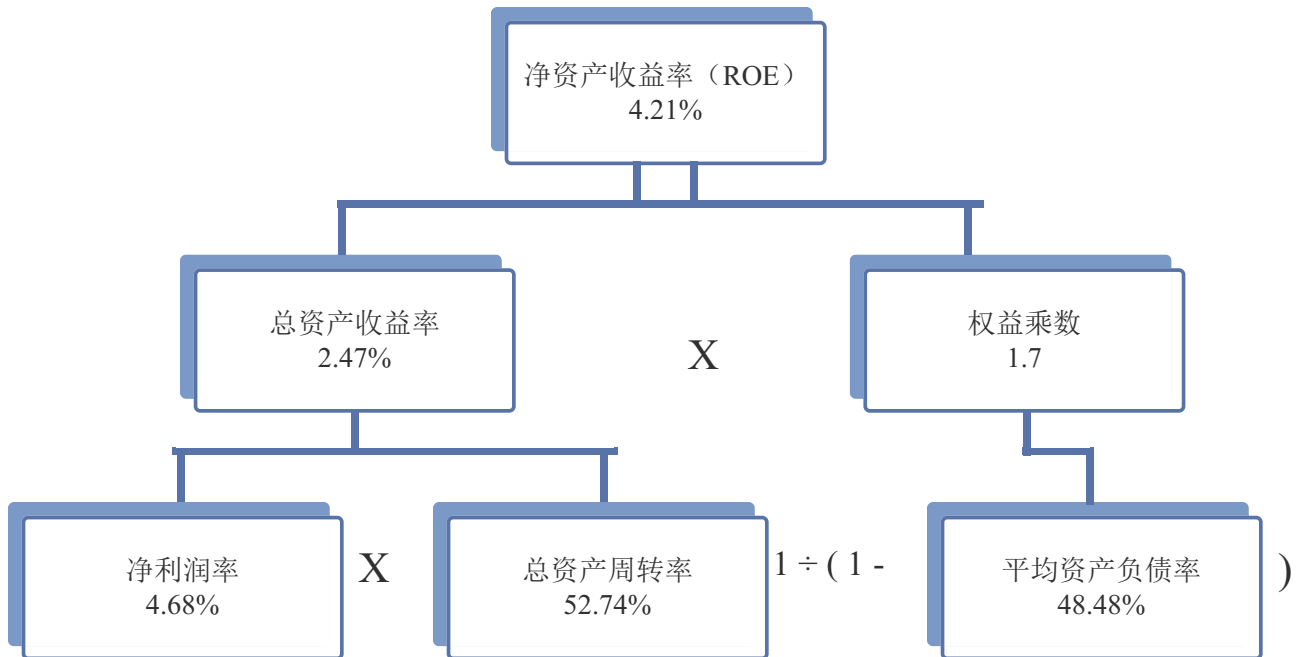 净资产收益率（ROE）
4.21%
总资产收益率
2.47%
X
权益乘数
1.7
净利润率
4.68%
X
总资产周转率
52.74%
1 ÷ ( 1 -
平均资产负债率
48.48%
)